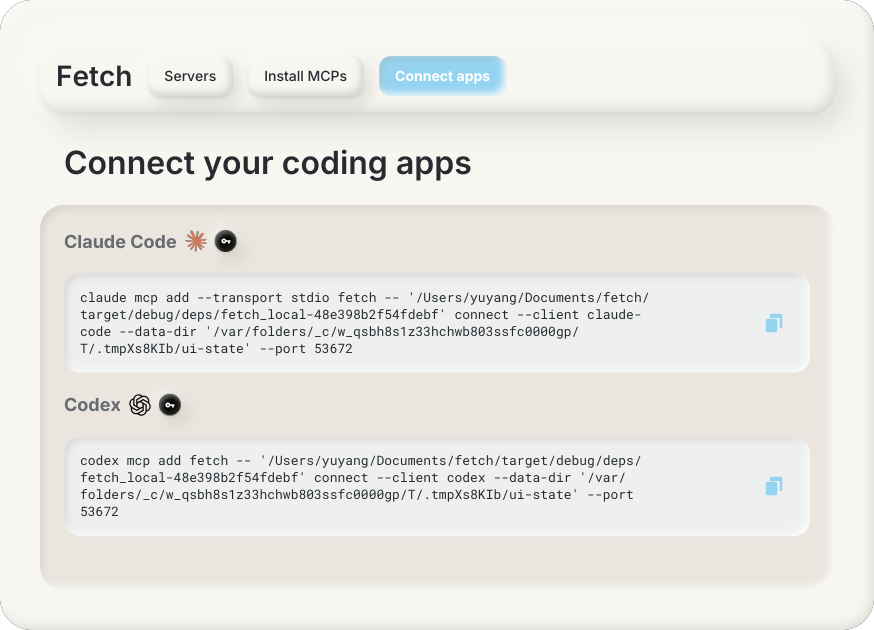 Fetch
Servers
Install MCPs
Connect apps
Connect your coding apps
Claude Code
claude mcp add --transport stdio fetch -- '/Users/yuyang/Documents/fetch/
target/debug/deps/fetch_local-48e398b2f54fdebf' connect --client claude-
code --data-dir '/var/folders/_c/w_qsbh8s1z33hchwb803ssfc0000gp/
T/.tmpXs8KIb/ui-state' --port 53672
Codex
codex mcp add fetch -- '/Users/yuyang/Documents/fetch/target/debug/deps/
fetch_local-48e398b2f54fdebf' connect --client codex --data-dir '/var/
folders/_c/w_qsbh8s1z33hchwb803ssfc0000gp/T/.tmpXs8KIb/ui-state' --port
53672